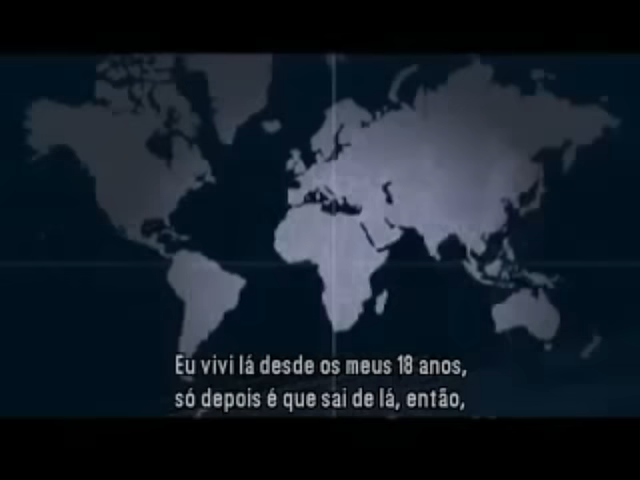 Eu vivi lá desde os meus 18 anos,
só depois é que sai de lá, então,